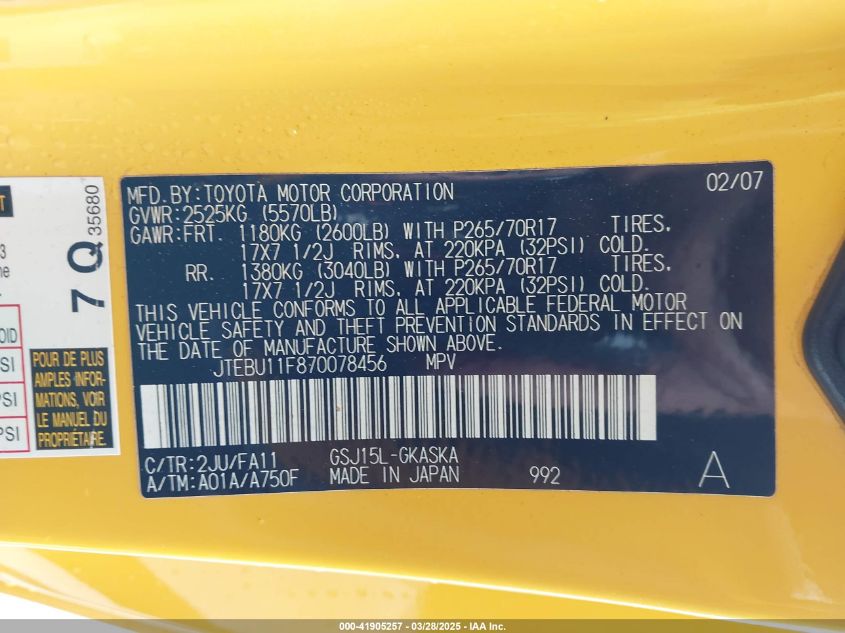 MFD.BY:TOYOTA MOTOR CORPORATION 02/07
GVWR:2525KG (5570LB)
GAWR:FRT. 1180KG (2600LB) WITH P265/70R17 TIRES,
17X7 1/2J RIMS, AT 220KPA (32PSI) COLD.
RR. 1380KG (3040LB) WITH P265/70R17 TIRES,
17X7 1/2J RIMS, AT 220KPA (32PSI) COLD.
THIS VEHICLE CONFORMS TO ALL APPLICABLE FEDERAL MOTOR
VEHICLE SAFETY AND THEFT PREVENTION STANDARDS IN EFFECT ON
THE DATE OF MANUFACTURE SHOWN ABOVE.
JTEBU11F870078456 MPV
C/TR:2JU/FA11 GSJ15L-GKASKA
A/TM:A01A/A750F MADE IN JAPAN 992 A
7 Q 35680
POUR DE PLUS
AMPLES INFOR-
MATIONS, VOIR
LE MANUEL DU
PROPRIÉTAIRE.
000-41905257 / 03/28/2025 - IAA Inc.